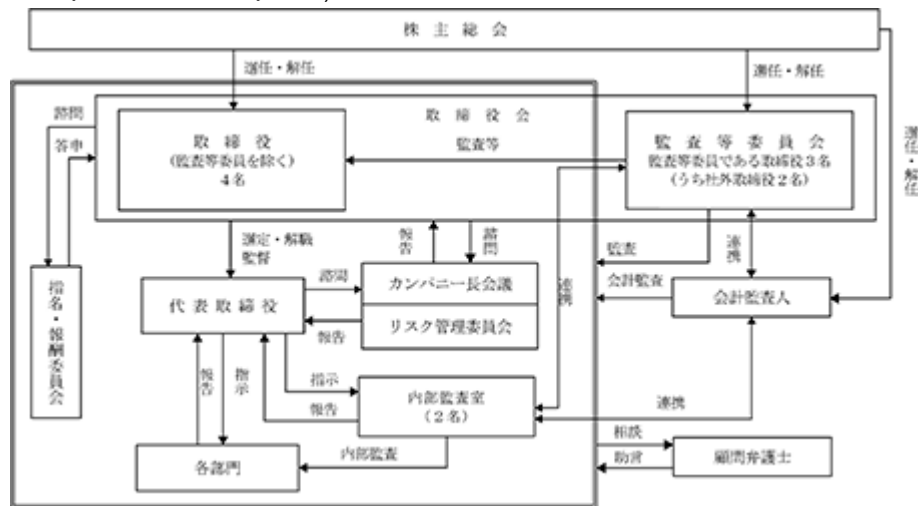 株主総会
選任・解任
選任・解任
選任・解任
取締役会
諮問
答申
取締役
(監査等委員を除く)
4名
監査等
監査等委員会
監査等委員である取締役3名
(うち社外取締役2名)
選定・解職
監督
報告
諮問
監査
連携
連携
会計監査
会計監査人
指名・報酬委員会
代表取締役
諮問
報告
カンパニー長会議
リスク管理委員会
報告
指示
指示
報告
内部監査室
(2名)
連携
内部監査
各部門
相談
助言
顧問弁護士